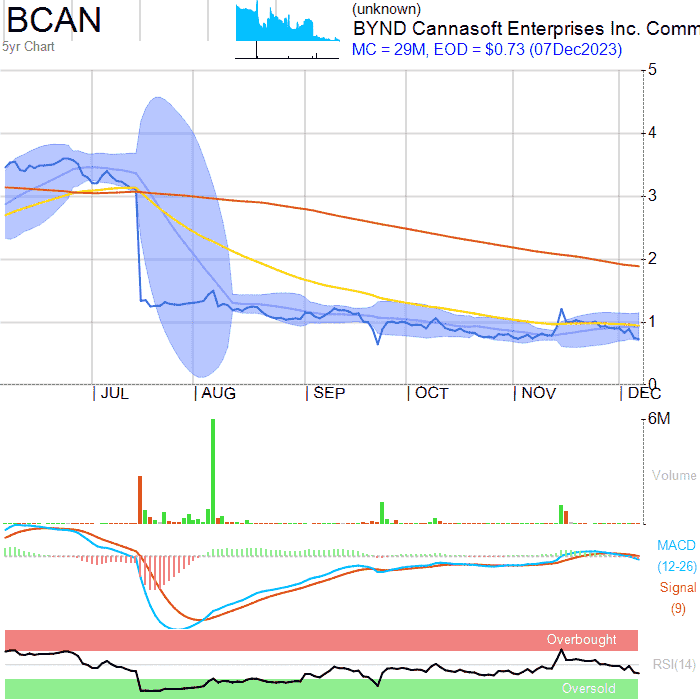 BCAN
5yr Chart
(unknown)
BYND Cannasoft Enterprises Inc. Comm
MC = 29M, EOD = $0.73 (07Dec2023)
5
4
3
2
1
0
JUL AUG SEP OCT NOV DEC
6M
Volume
MACD
(12-26)
Signal
(9)
Overbought
RSI(14)
Oversold